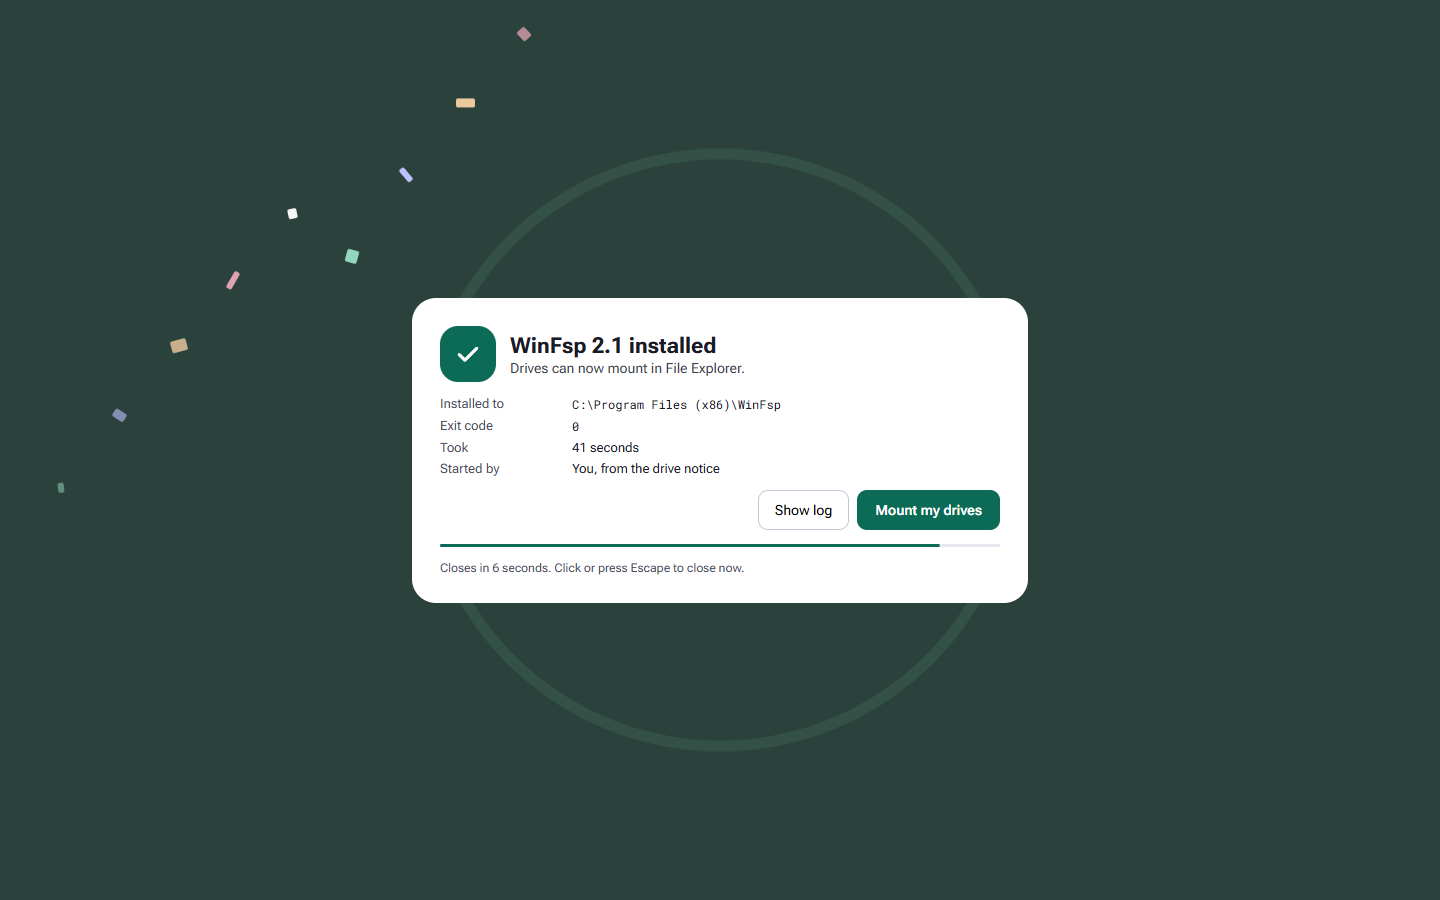 WinFsp 2.1 installed
Drives can now mount in File Explorer.
Installed to C:\Program Files (x86)\WinFsp
Exit code 0
Took 41 seconds
Started by You, from the drive notice
Show log Mount my drives
Closes in 6 seconds. Click or press Escape to close now.